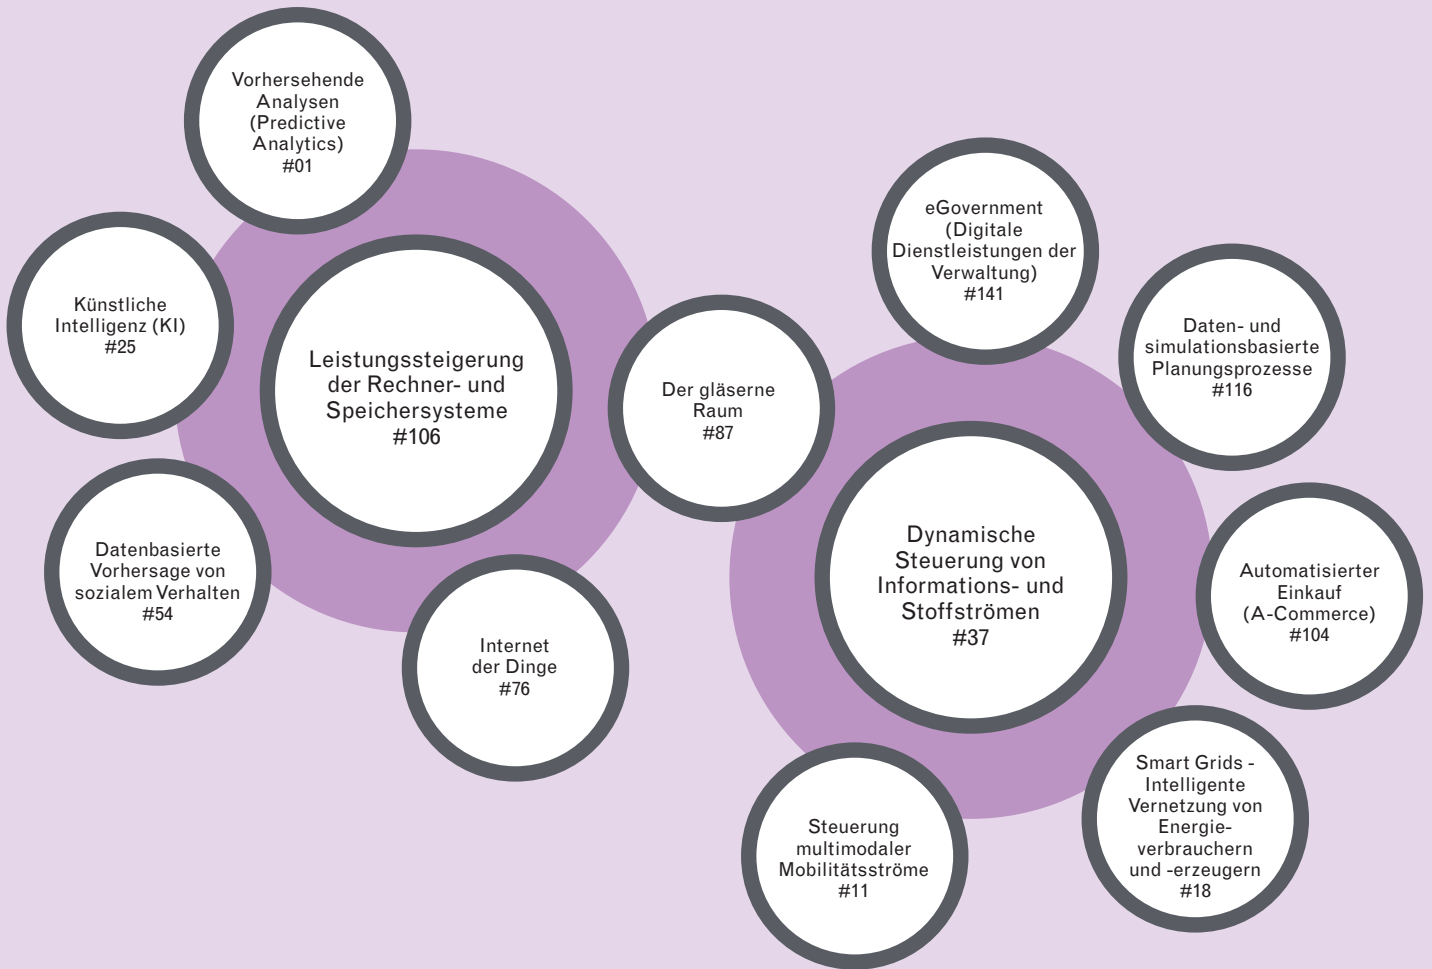 Vorhersehende
Analysen
(Predictive
Analytics)
#01
Künstliche
Intelligenz (KI)
#25
Leistungssteigerung
der Rechner- und
Speichersysteme
#106
Datenbasierte
Vorhersage von
sozialem Verhalten
#54
Internet
der Dinge
#76
Der gläserne
Raum
#87
eGovernment
(Digitale
Dienstleistungen der
Verwaltung)
#141
Daten- und
simulationsbasierte
Planungsprozesse
#116
Dynamische
Steuerung von
Informations- und
Stoffströmen
#37
Automatisierter
Einkauf
(A-Commerce)
#104
Smart Grids -
Intelligente
Vernetzung von
Energie-
verbrauchern
und -erzeugern
#18
Steuerung
multimodaler
Mobilitätsströme
#11